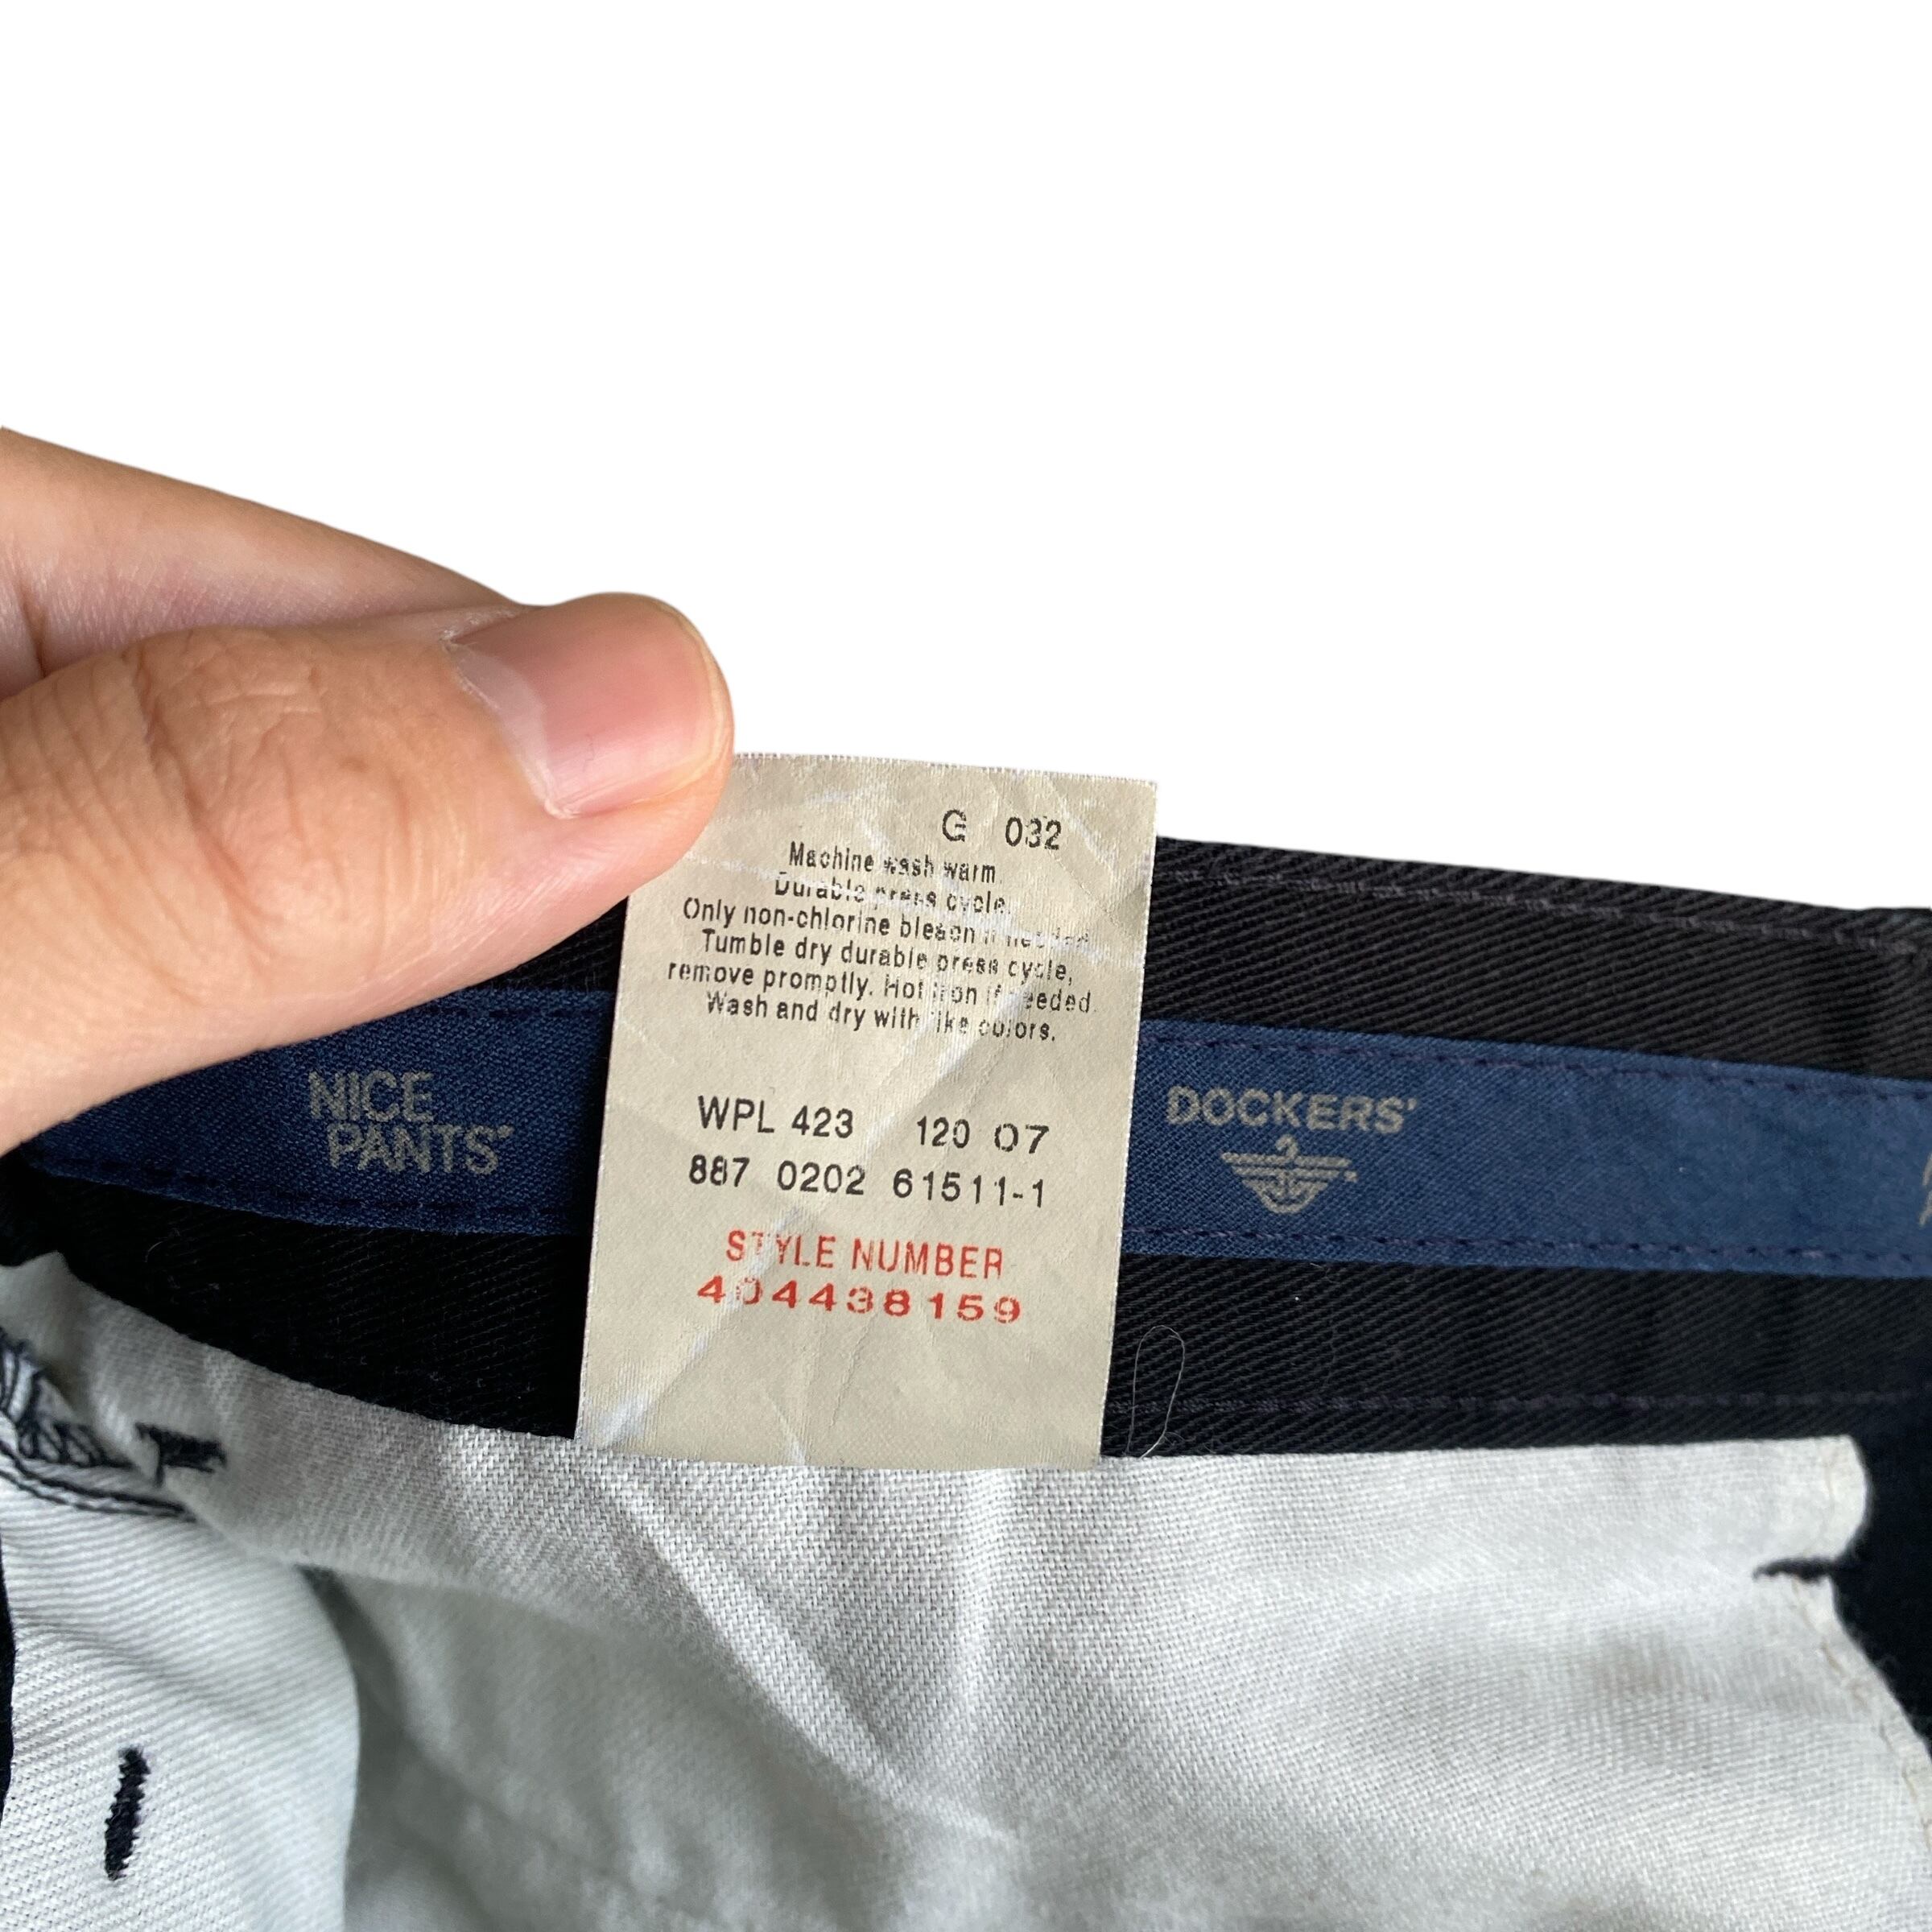 G 032
Machine wash warm.
Durable press cycle.
Only non-chlorine bleach if needed.
Tumble dry durable press cycle,
remove promptly. Hot iron if needed.
Wash and dry with like colors.
WPL 423 120 07
887 0202 61511-1
STYLE NUMBER
404438159
NICE
PANTS
DOCKERS